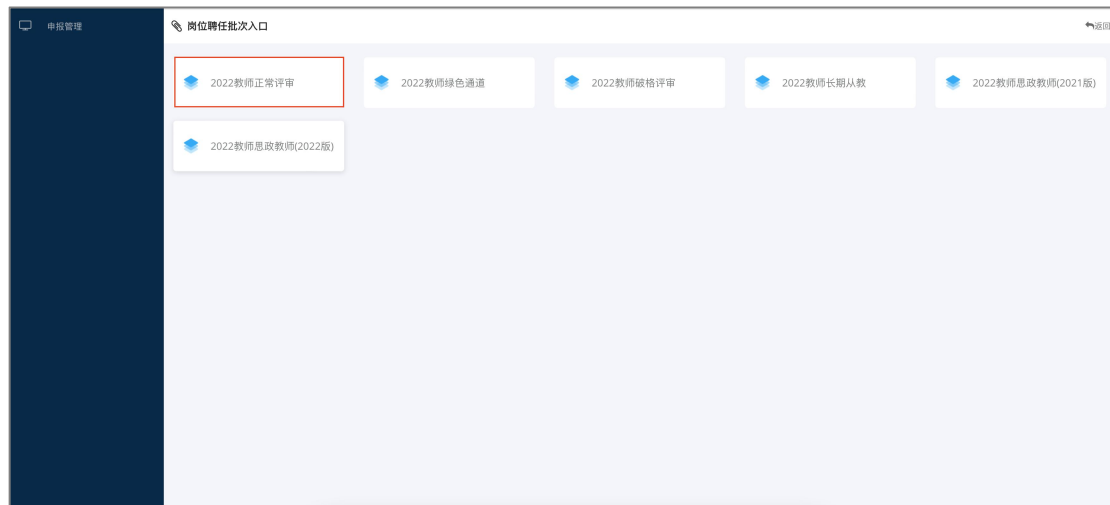 申报管理
岗位聘任批次入口
返回
2022教师正常评审
2022教师绿色通道
2022教师破格评审
2022教师长期从教
2022教师思政教师(2021版)
2022教师思政教师(2022版)